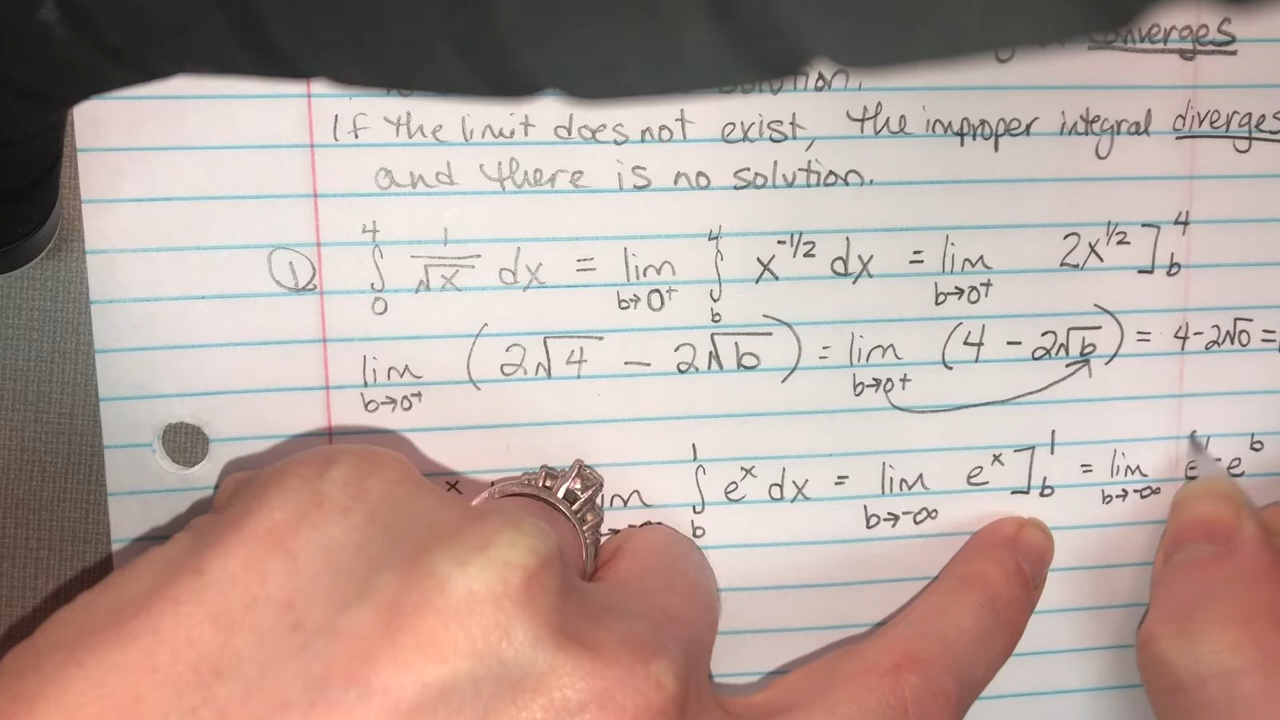 converges
solution.
If the limit does not exist, the improper integral diverges
and there is no solution.
① ∫₀⁴ 1/√x dx = lim b→0⁺ ∫_b⁴ x^(-1/2) dx = lim b→0⁺ 2x^(1/2) ]_b⁴
lim b→0⁺ (2√4 - 2√b) = lim b→0⁺ (4 - 2√b) = 4-2√0 =
x ∫_b¹ e^x dx = lim b→-∞ e^x ]_b¹ = lim b→-∞ e¹-e^b